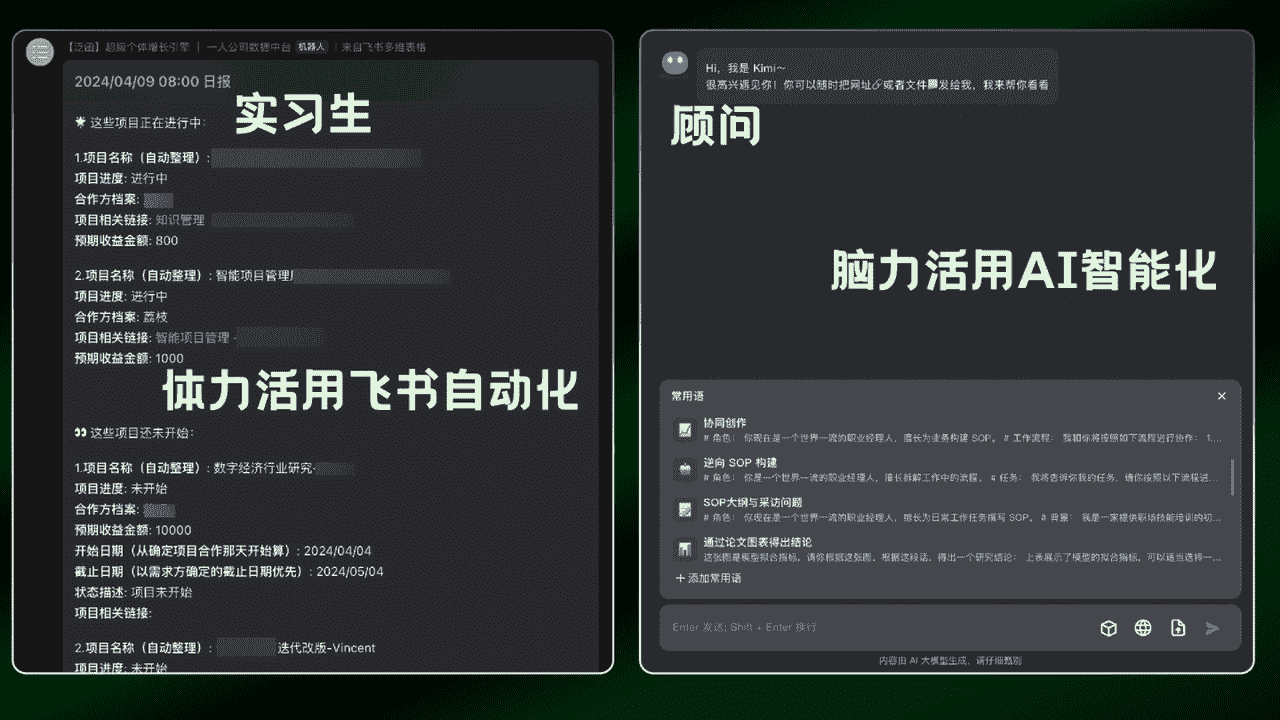 【泛函】超级个体增长引擎 | 一人公司数据中台 机器人 | 来自飞书多维表格
2024/04/09 08:00 日报
实习生
这些项目正在进行中:
1.项目名称（自动整理）:
项目进度: 进行中
合作方档案:
项目相关链接: 知识管理
预期收益金额: 800
2.项目名称（自动整理）: 智能项目管理
项目进度: 进行中
合作方档案: 荔枝
项目相关链接: 智能项目管理 -
预期收益金额: 1000
体力活用飞书自动化
这些项目还未开始:
1.项目名称（自动整理）: 数字经济行业研究-
项目进度: 未开始
合作方档案:
预期收益金额: 10000
开始日期（从确定项目合作那天开始算）: 2024/04/04
截止日期（以需求方确定的截止日期优先）: 2024/05/04
状态描述: 项目未开始
项目相关链接:
2.项目名称（自动整理）: 迭代改版-Vincent
项目进度: 未开始
Hi，我是 Kimi～
很高兴遇见你！你可以随时把网址🔗或者文件发给我，我来帮你看看
顾问
脑力活用AI智能化
常用语
协同创作
# 角色： 你现在是一个世界一流的职业经理人，擅长为业务构建 SOP。 # 工作流程： 我和你将按照如下流程进行协作： 1....
逆向 SOP 构建
# 角色： 你是一个世界一流的职业经理人，擅长拆解工作中的流程。 # 任务： 我将告诉你我的任务，请你按照以下流程进...
SOP大纲与采访问题
# 角色： 你现在是一个世界一流的职业经理人，擅长为日常工作任务撰写 SOP。 # 背景： 我是一家提供职场技能培训的初...
通过论文图表得出结论
这张图是模型拟合指标，请你根据这张图，根据这段话，得出一个研究结论： 上表展示了模型的拟合指标，可以适当选择一...
＋添加常用语
Enter 发送; Shift + Enter 换行
内容由 AI 大模型生成，请仔细甄别